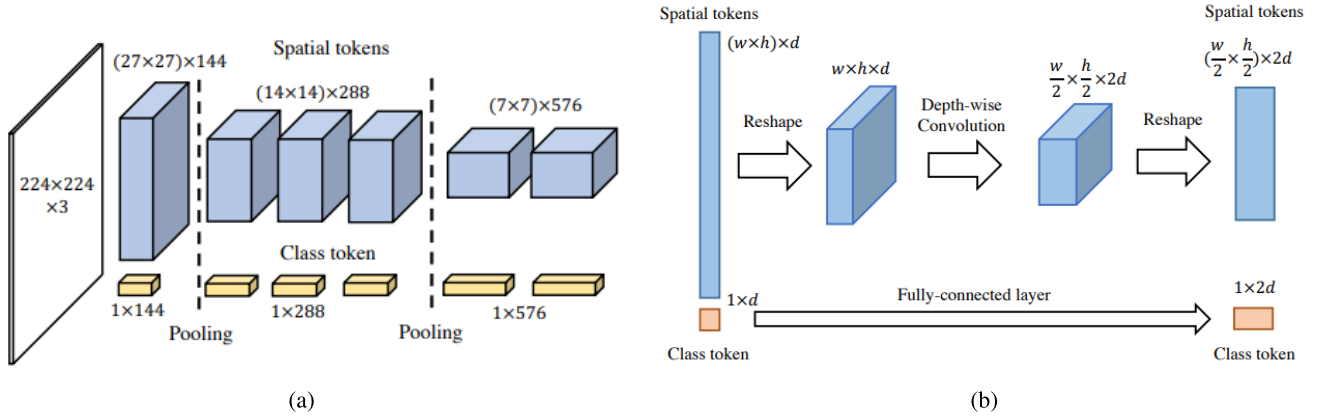 224×224
×3
(27×27)×144
Spatial tokens
(14×14)×288
(7×7)×576
Class token
1×144
Pooling
1×288
Pooling
1×576
(a)
Spatial tokens
(w×h)×d
Reshape
w×h×d
Depth-wise
Convolution
w/2×h/2×2d
Reshape
Spatial tokens
(w/2×h/2)×2d
1×d
Fully-connected layer
1×2d
Class token
Class token
(b)